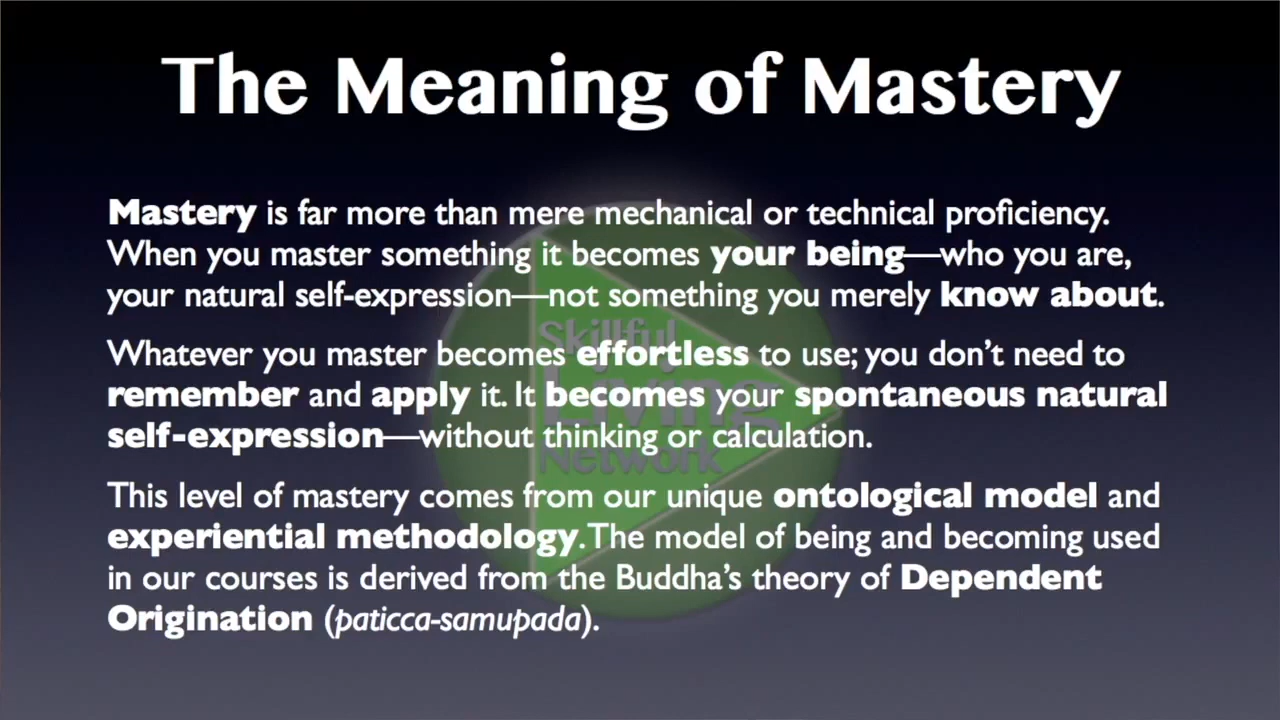 The Meaning of Mastery
Mastery is far more than mere mechanical or technical proficiency.
When you master something it becomes your being—who you are,
your natural self-expression—not something you merely know about.
Whatever you master becomes effortless to use; you don’t need to
remember and apply it. It becomes your spontaneous natural
self-expression—without thinking or calculation.
This level of mastery comes from our unique ontological model and
experiential methodology. The model of being and becoming used
in our courses is derived from the Buddha’s theory of Dependent
Origination (paticca-samupada).
Skillful
Living
Network